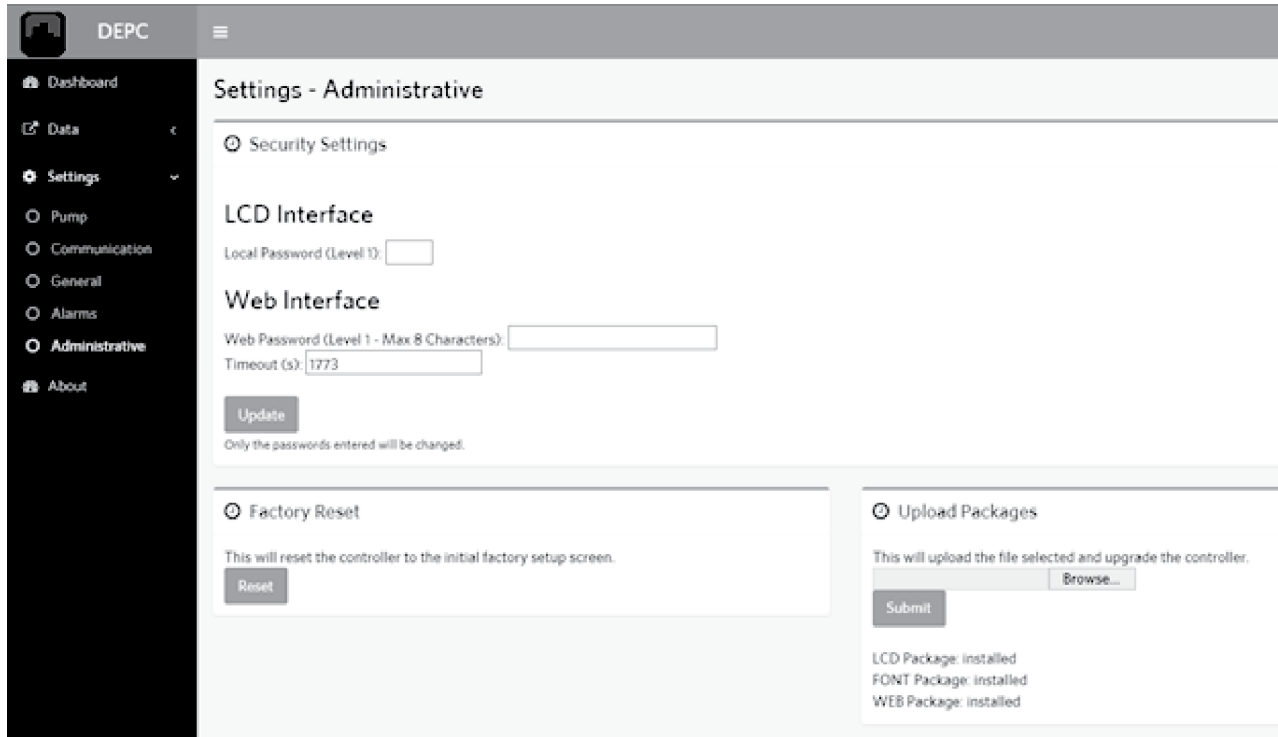 DEPC
Dashboard
Data
Settings
Pump
Communication
General
Alarms
Administrative
About
Settings - Administrative
Security Settings
LCD Interface
Local Password (Level 1):
Web Interface
Web Password (Level 1 - Max 8 Characters):
Timeout (s): 1773
Update
Only the passwords entered will be changed.
Factory Reset
This will reset the controller to the initial factory setup screen.
Reset
Upload Packages
This will upload the file selected and upgrade the controller.
Browse...
Submit
LCD Package: installed
FONT Package: installed
WEB Package: installed